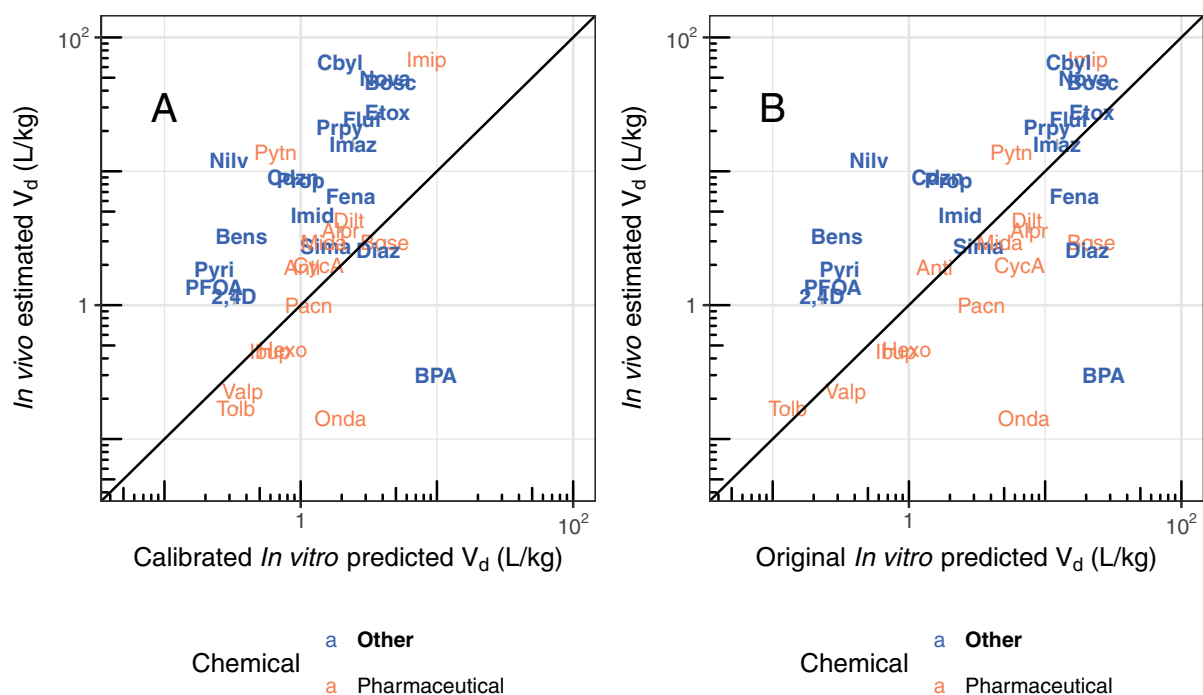 10²
1
In vivo estimated Vd (L/kg)
A
Cbyl
Imip
Nova
Bosc
Etox
Fluf
Prpy
Imaz
Nilv
Pytn
Cdzn
Prop
Fena
Imid
Dilt
Alpr
Bens
Mida
Bose
Sima
Diaz
Pyri
Anti
CycA
PFOA
2,4D
Pacn
Ibup
Hexo
BPA
Valp
Tolb
Onda
1
10²
Calibrated In vitro predicted Vd (L/kg)
10²
1
In vivo estimated Vd (L/kg)
B
Cbyl
Imip
Nova
Bosc
Etox
Fluf
Prpy
Imaz
Nilv
Pytn
Cdzn
Prop
Fena
Imid
Dilt
Alpr
Bens
Mida
Bose
Sima
Diaz
Pyri
Anti
CycA
PFOA
2,4D
Pacn
Ibup
Hexo
BPA
Valp
Tolb
Onda
1
10²
Original In vitro predicted Vd (L/kg)
Chemical
a Other
a Pharmaceutical
Chemical
a Other
a Pharmaceutical